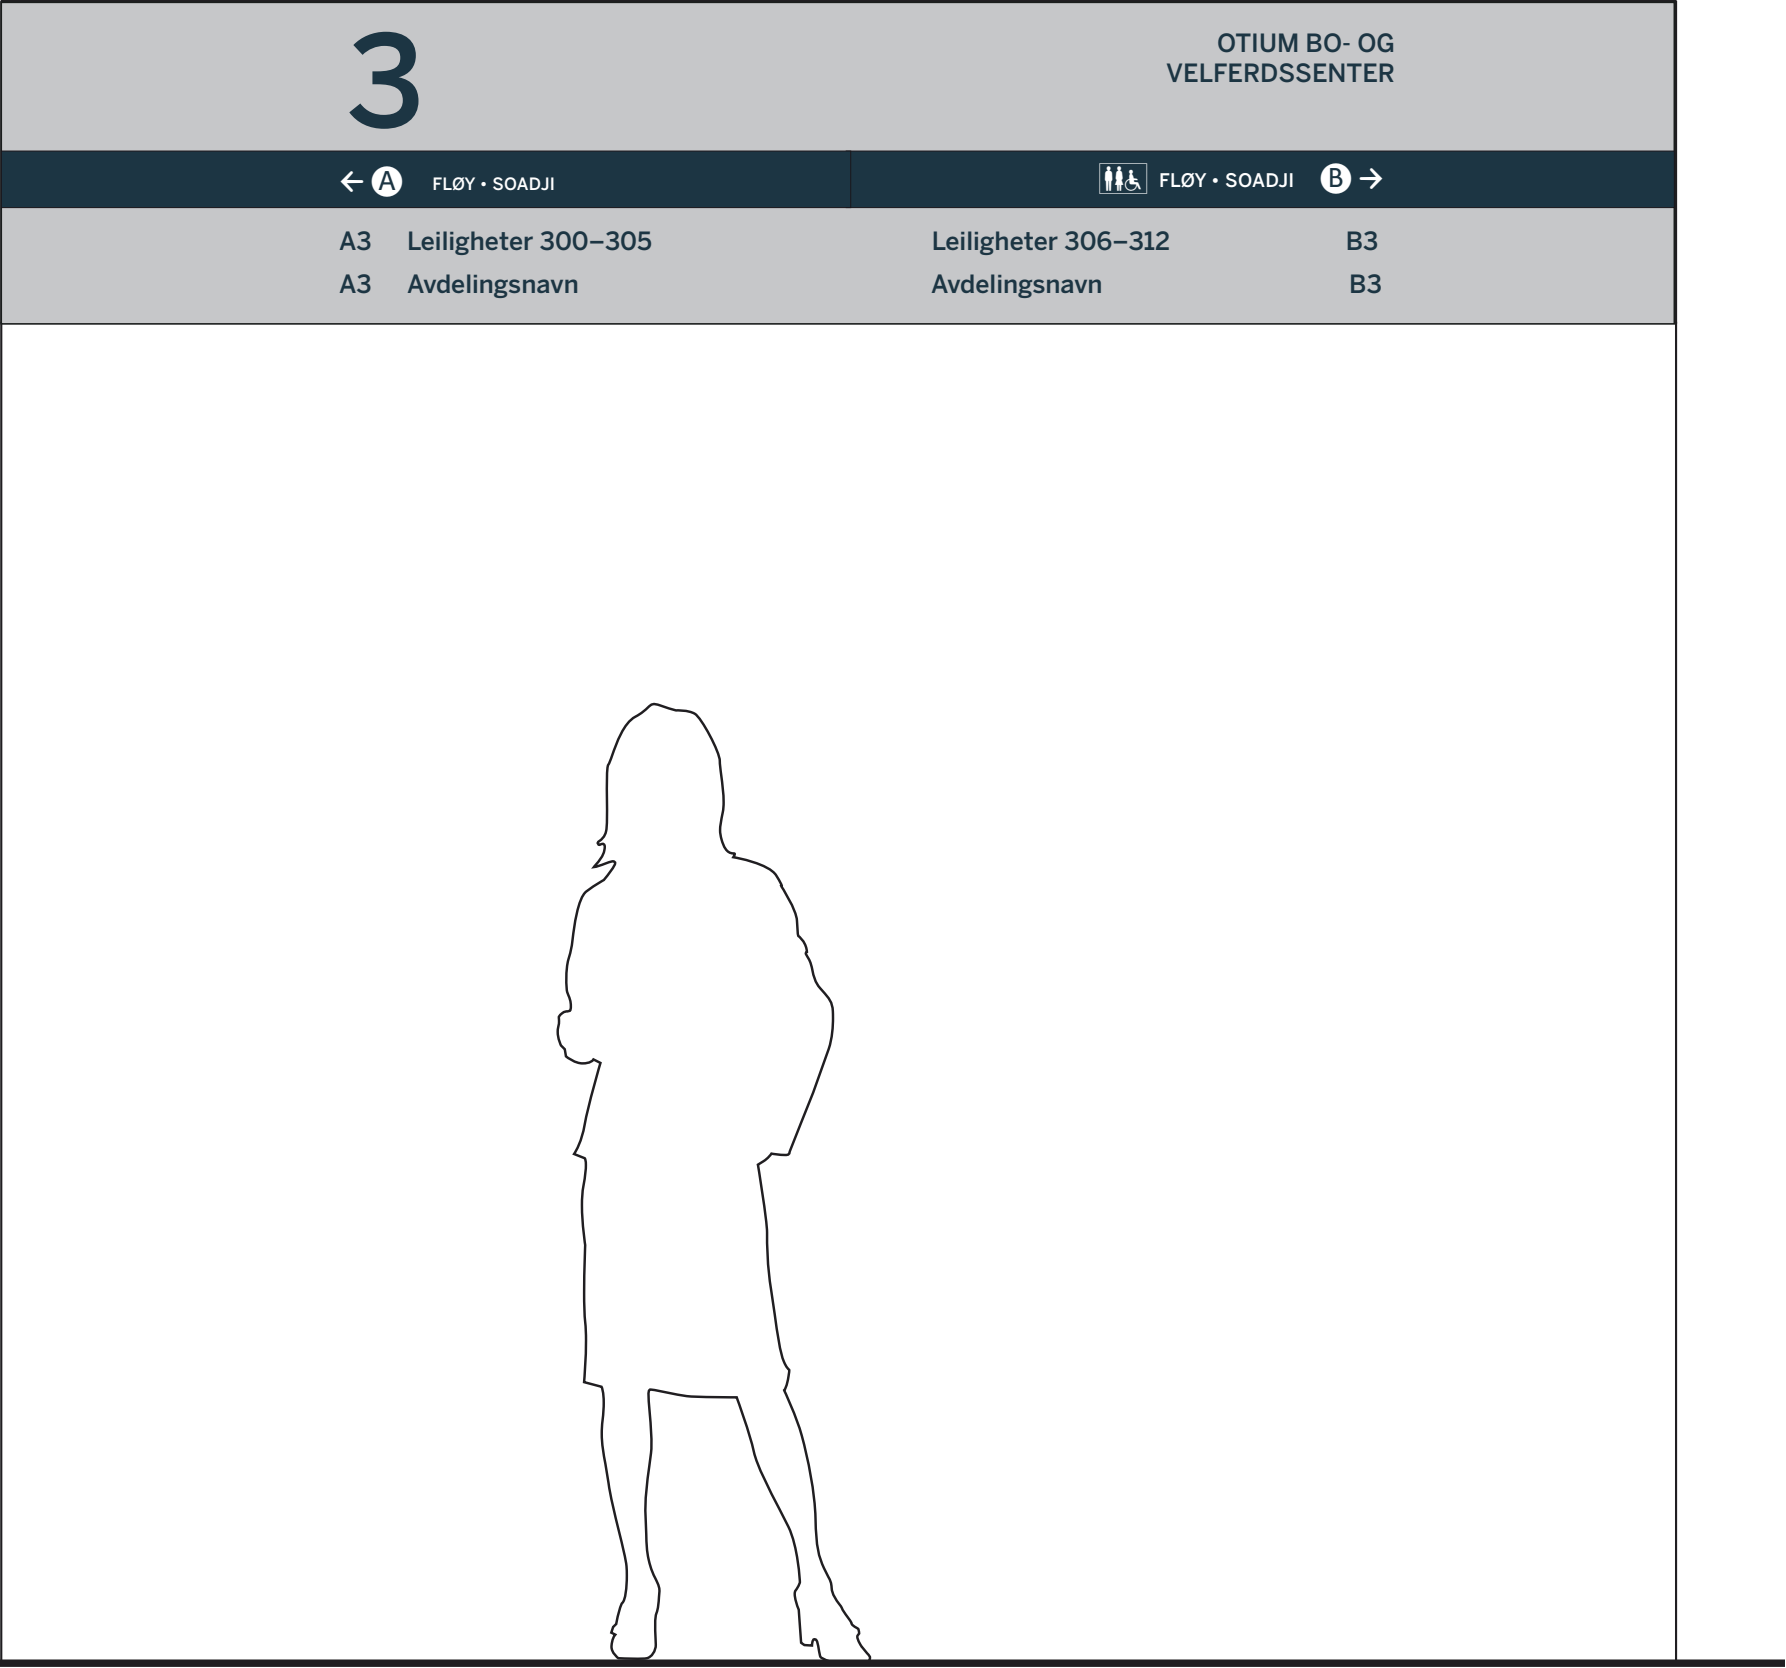 3
OTIUM BO- OG
VELFERDSSENTER
← A FLØY • SOADJI
FLØY • SOADJI B →
A3 Leiligheter 300–305
A3 Avdelingsnavn
Leiligheter 306–312 B3
Avdelingsnavn B3